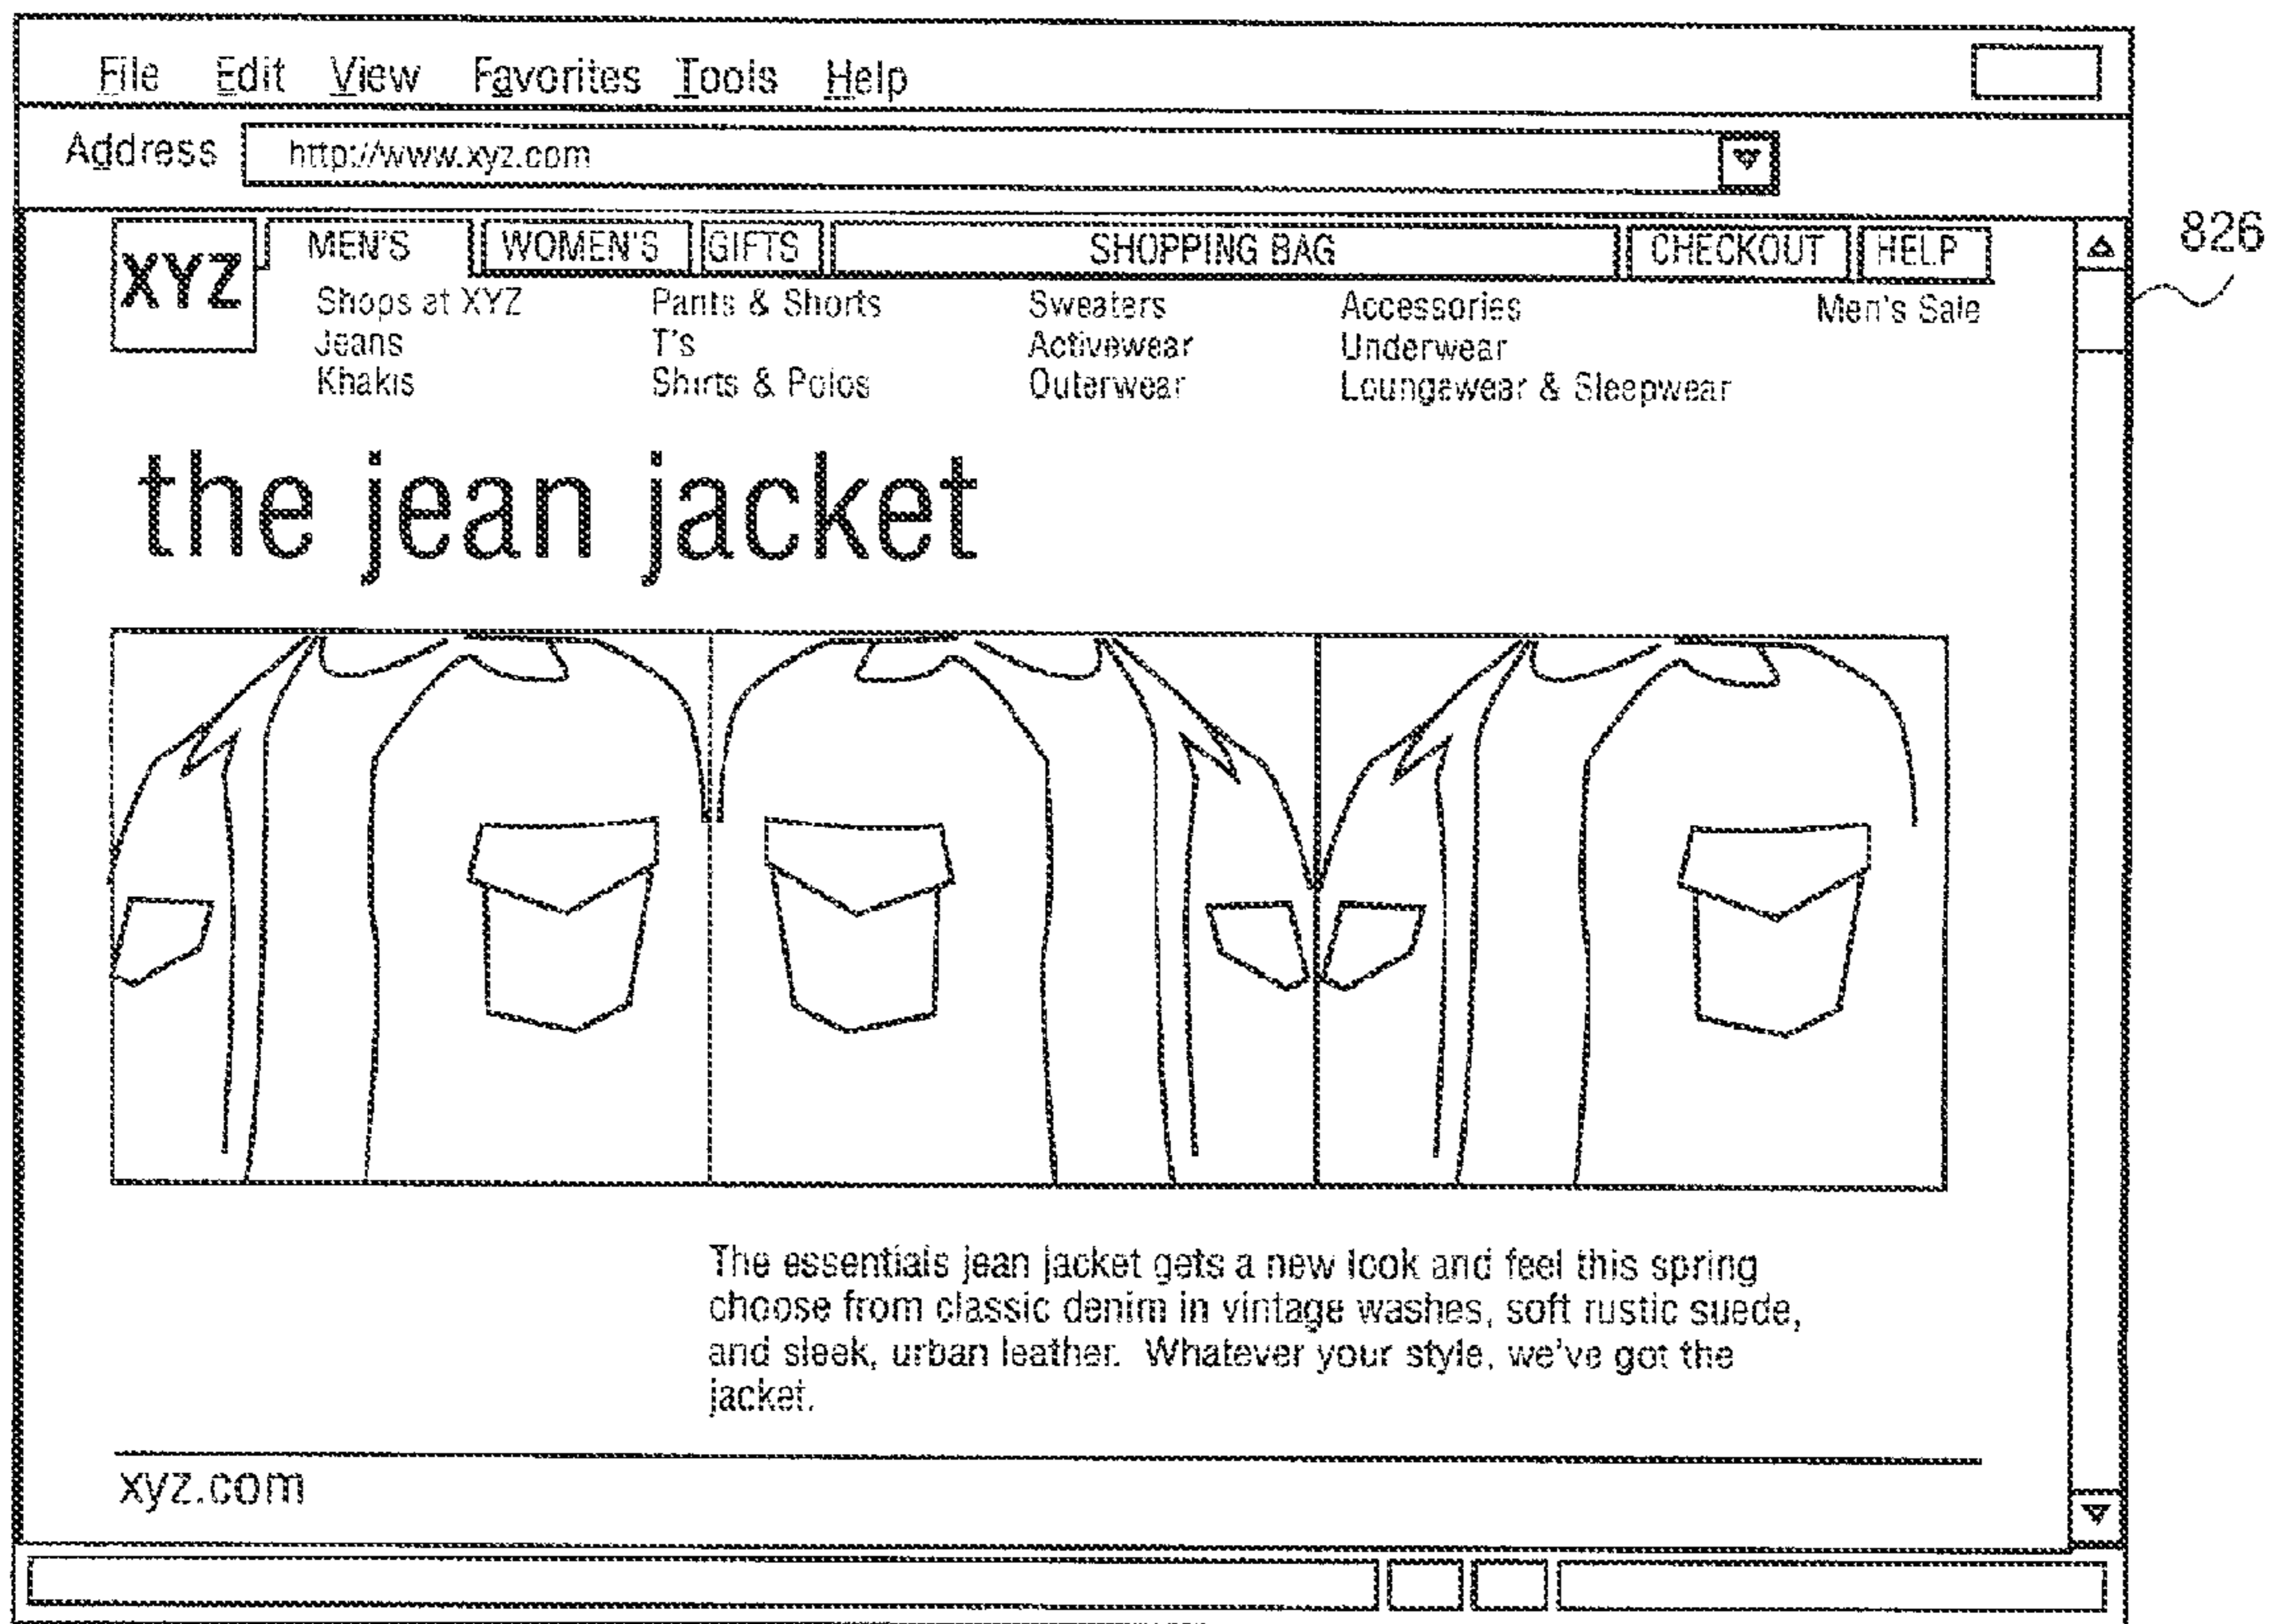 File Edit View Favorites Tools Help
Address http://www.xyz.com
XYZ MEN'S WOMEN'S GIFTS SHOPPING BAG CHECKOUT HELP
826
Shops at XYZ Pants & Shorts Sweaters Accessories Men's Sale
Jeans T's Activewear Underwear
Khakis Shirts & Polos Outerwear Loungewear & Sleepwear
the jean jacket
The essentials jean jacket gets a new look and feel this spring
choose from classic denim in vintage washes, soft rustic suede,
and sleek, urban leather. Whatever your style, we've got the
jacket.
xyz.com